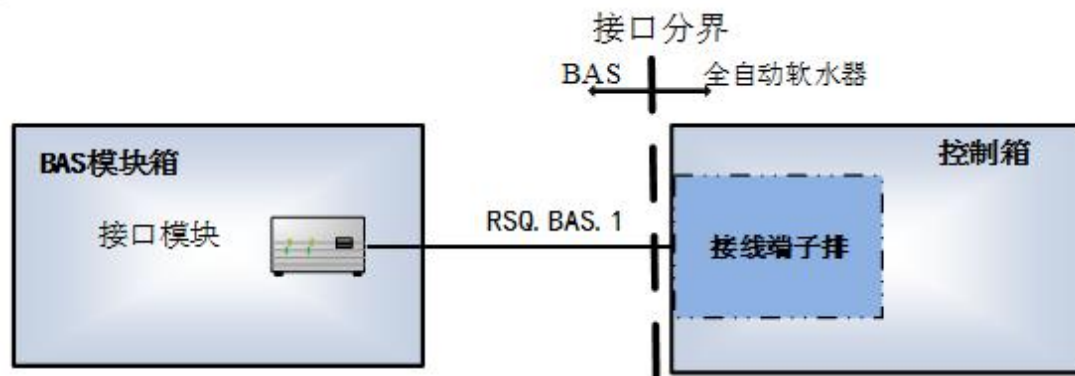 接口分界
BAS 全自动软水器
BAS模块箱
控制箱
接口模块
RSQ.BAS.1
接线端子排